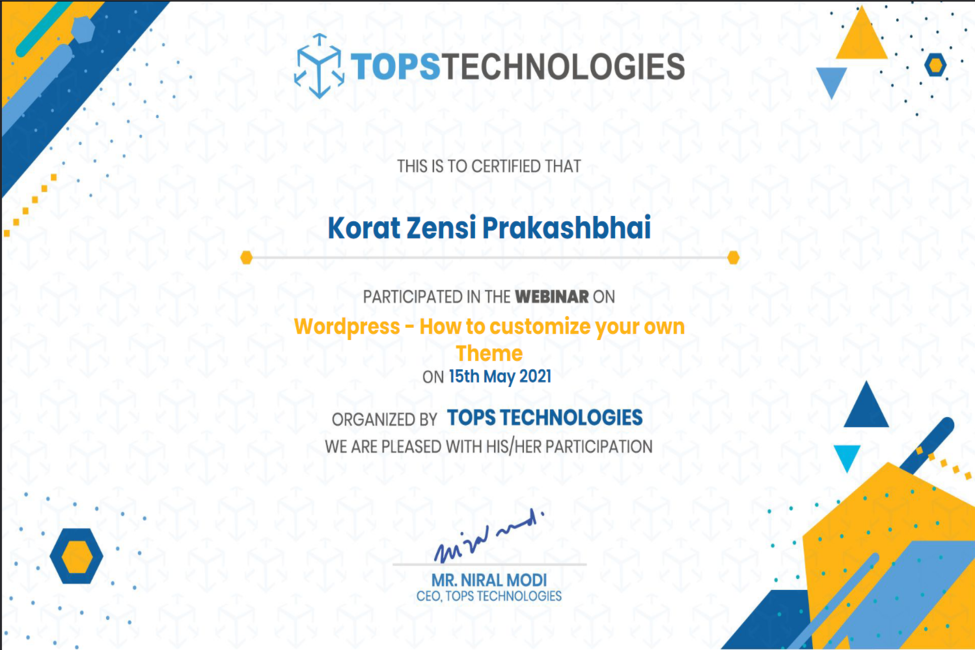 TOPSTECHNOLOGIES
THIS IS TO CERTIFIED THAT
Korat Zensi Prakashbhai
PARTICIPATED IN THE WEBINAR ON
Wordpress - How to customize your own
Theme
ON 15th May 2021
ORGANIZED BY TOPS TECHNOLOGIES
WE ARE PLEASED WITH HIS/HER PARTICIPATION
MR. NIRAL MODI
CEO, TOPS TECHNOLOGIES